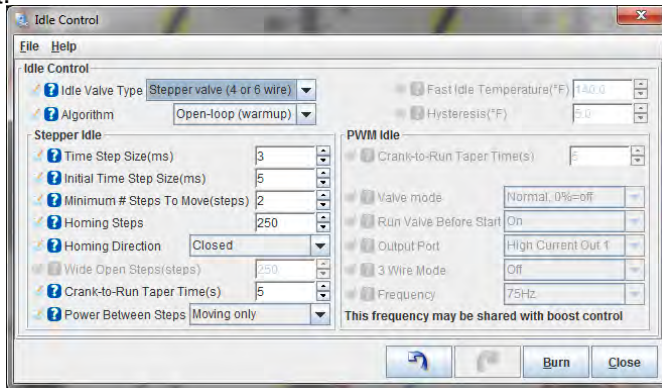 Idle Control
File Help
Idle Control
Idle Valve Type Stepper valve (4 or 6 wire)
Algorithm Open-loop (warmup)
Fast Idle Temperature(°F) 140.0
Hysteresis(°F) 5.0
Stepper Idle
Time Step Size(ms) 3
Initial Time Step Size(ms) 5
Minimum # Steps To Move(steps) 2
Homing Steps 250
Homing Direction Closed
Wide Open Steps(steps) 250
Crank-to-Run Taper Time(s) 5
Power Between Steps Moving only
PWM Idle
Crank-to-Run Taper Time(s) 5
Valve mode Normal, 0%=off
Run Valve Before Start On
Output Port High Current Out 1
3 Wire Mode Off
Frequency 75Hz
This frequency may be shared with boost control
Burn Close